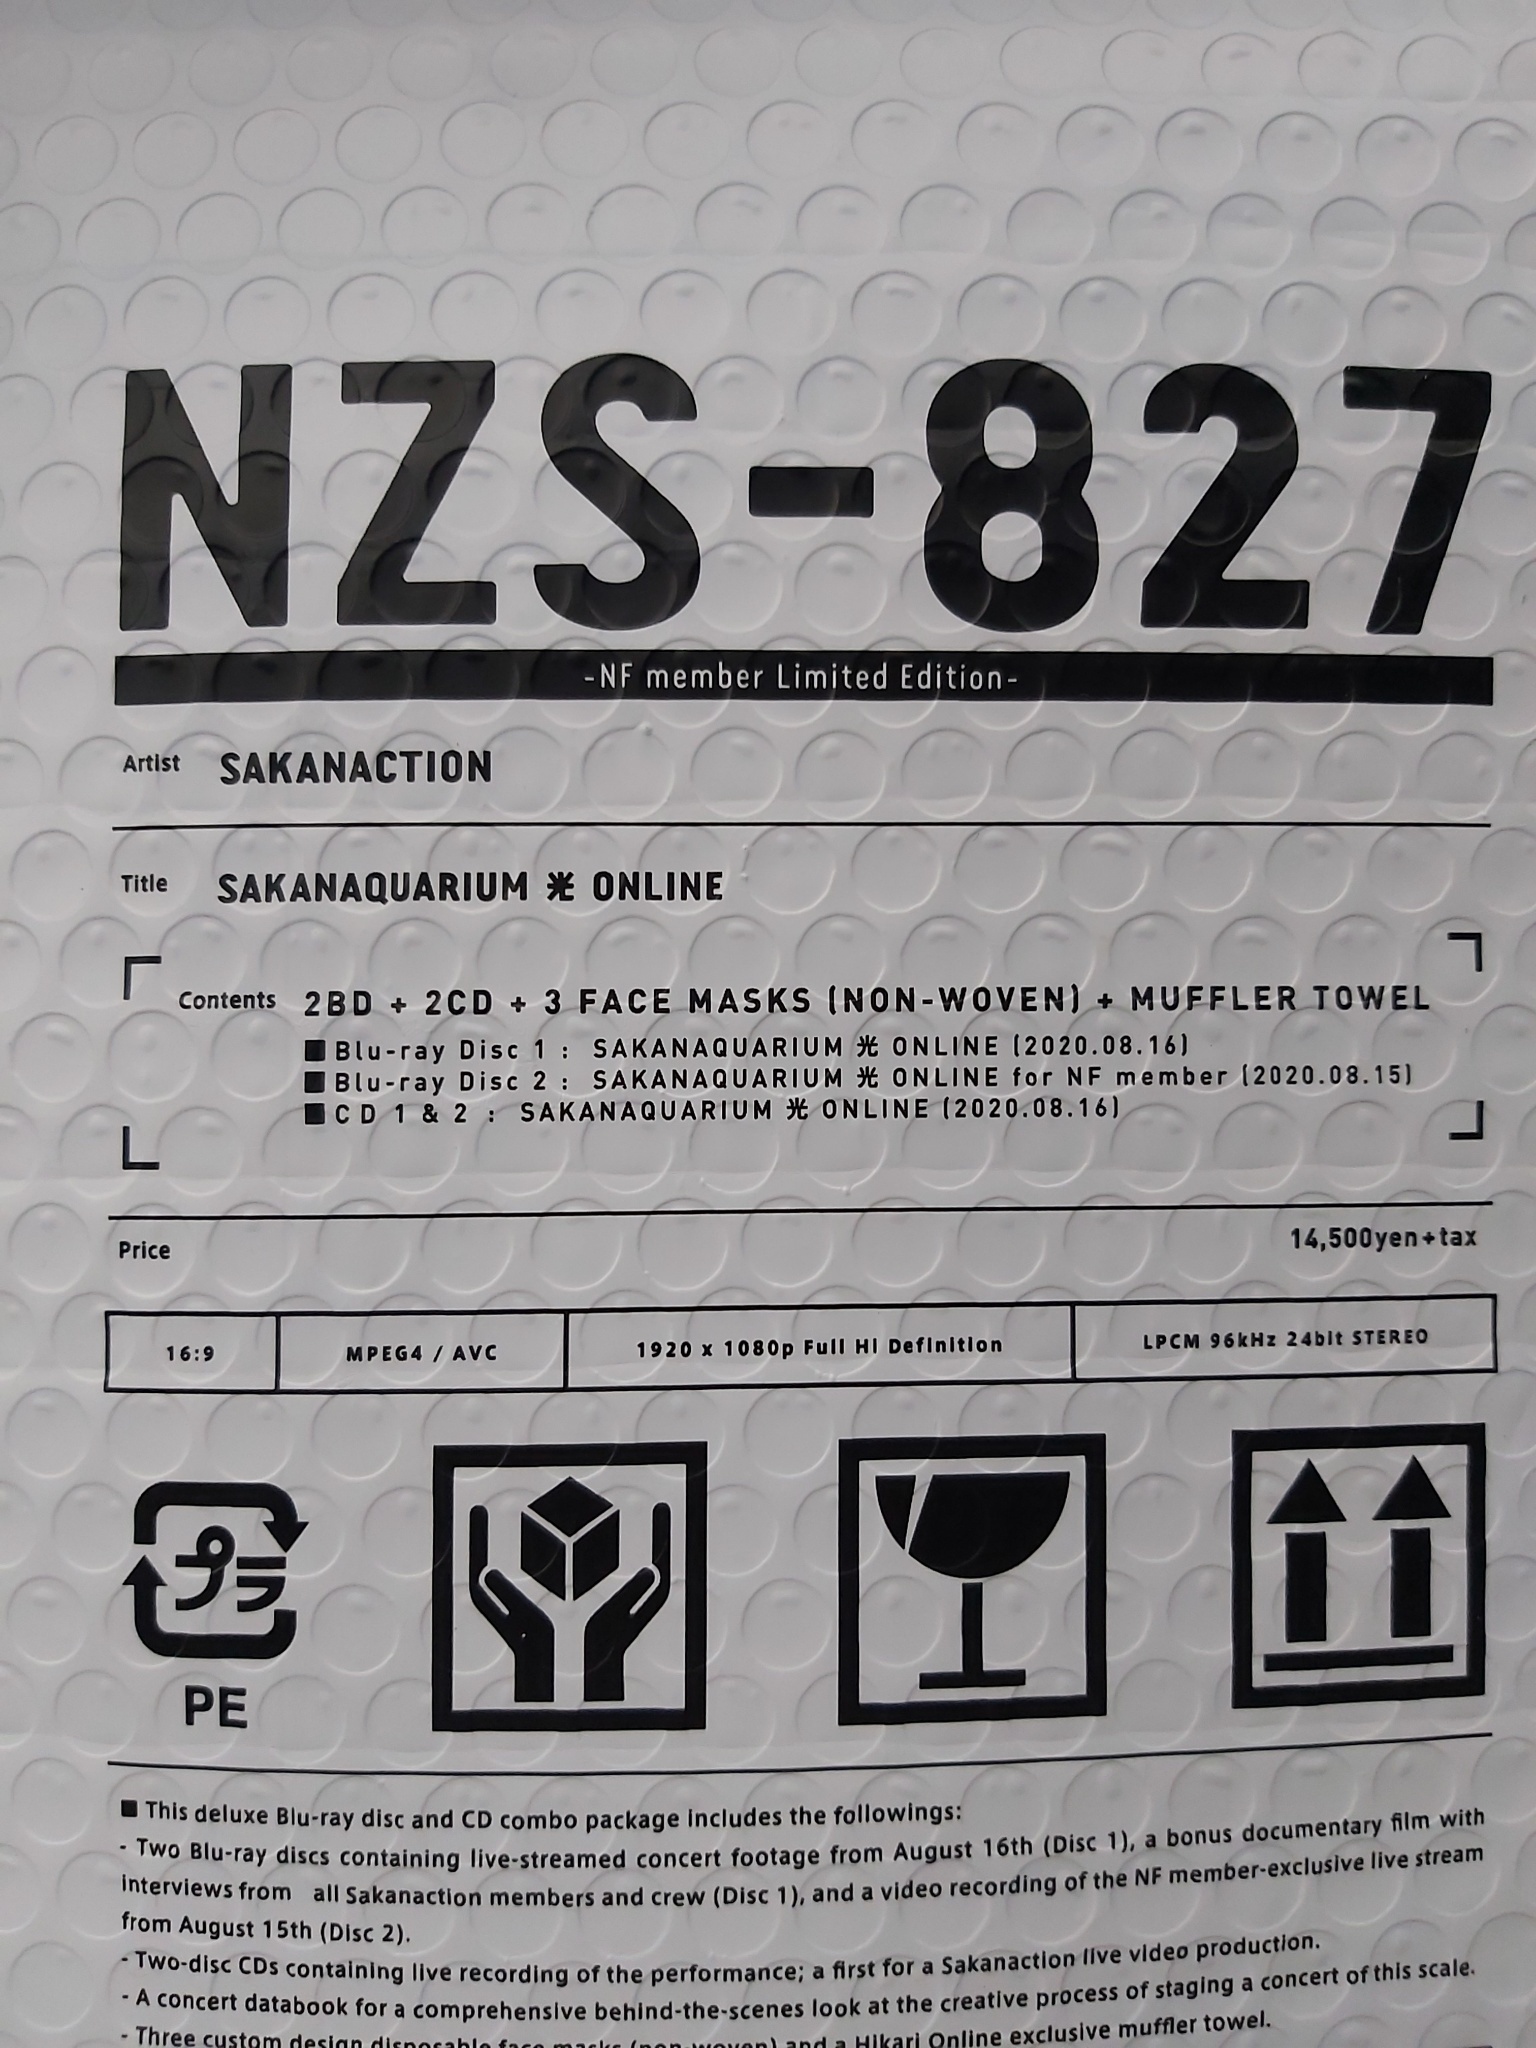 NZS-827
-NF member Limited Edition-
Artist SAKANACTION
Title SAKANAQUARIUM 光 ONLINE
Contents 2BD + 2CD + 3 FACE MASKS (NON-WOVEN) + MUFFLER TOWEL
■Blu-ray Disc 1 : SAKANAQUARIUM 光 ONLINE (2020.08.16)
■Blu-ray Disc 2 : SAKANAQUARIUM 光 ONLINE for NF member (2020.08.15)
■CD 1 & 2 : SAKANAQUARIUM 光 ONLINE (2020.08.16)
Price 14,500yen+tax
16:9 MPEG4 / AVC 1920 x 1080p Full Hi Definition LPCM 96kHz 24bit STEREO
プラ
PE
■ This deluxe Blu-ray disc and CD combo package includes the followings:
- Two Blu-ray discs containing live-streamed concert footage from August 16th (Disc 1), a bonus documentary film with
interviews from all Sakanaction members and crew (Disc 1), and a video recording of the NF member-exclusive live stream
from August 15th (Disc 2).
- Two-disc CDs containing live recording of the performance; a first for a Sakanaction live video production.
- A concert databook for a comprehensive behind-the-scenes look at the creative process of staging a concert of this scale.
- Three custom design disposable face masks (non-woven) and a Hikari Online exclusive muffler towel.